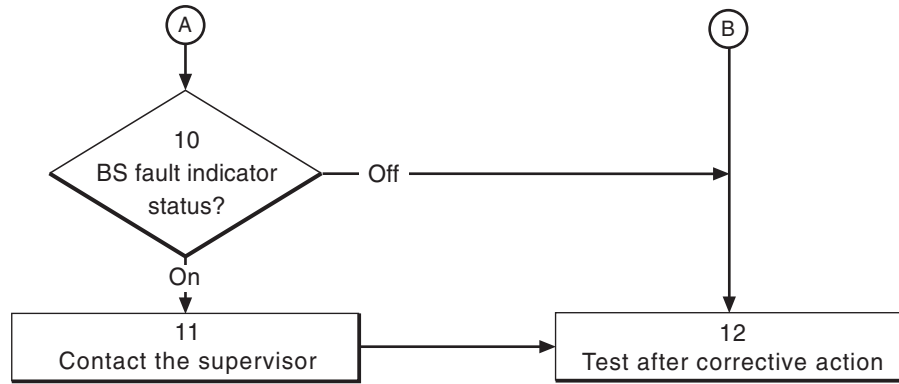 A
B
10
BS fault indicator
status?
Off
On
11
Contact the supervisor
12
Test after corrective action